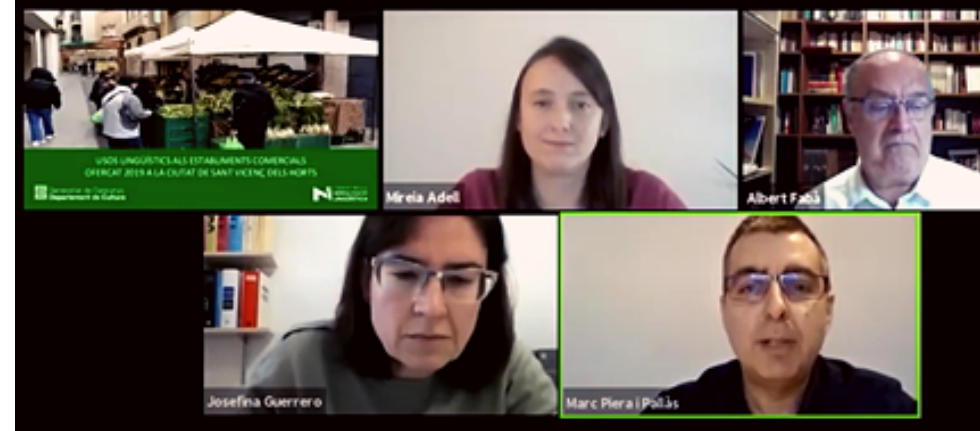 USOS LINGÜÍSTICS ALS ESTABLIMENTS COMERCIALS
OFERCAT 2019 A LA CIUTAT DE SANT VICENÇ DELS HORTS
Generalitat de Catalunya
Departament de Cultura
Mireia Adell
Albert Fabà
Josefina Guerrero
Marc Piera i Pallàs